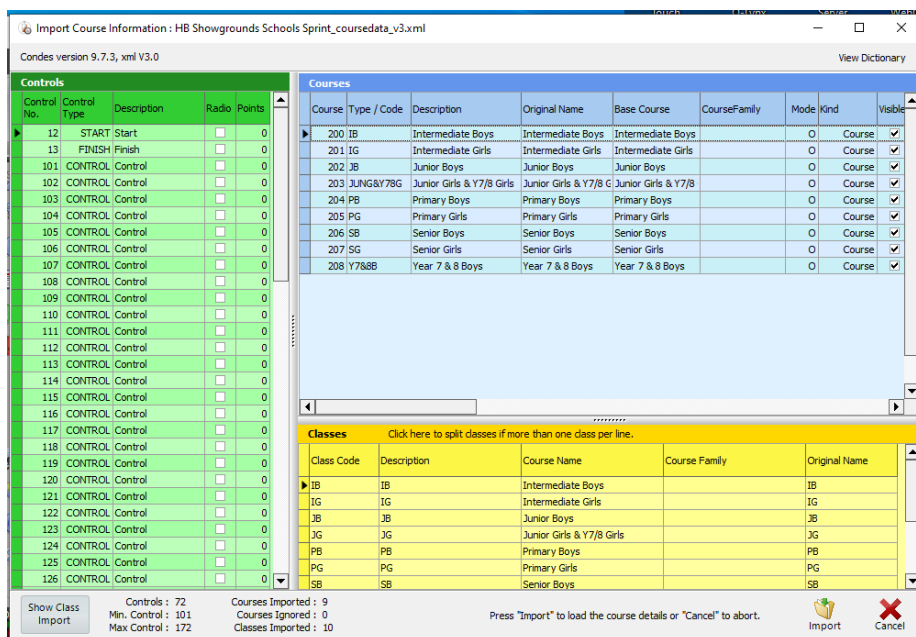 Import Course Information : HB Showgrounds Schools Sprint_coursedata_v3.xml
Condes version 9.7.3, xml V3.0 View Dictionary
Controls
Control No. Control Type Description Radio Points
12 START Start 0
13 FINISH Finish 0
101 CONTROL Control 0
102 CONTROL Control 0
103 CONTROL Control 0
104 CONTROL Control 0
105 CONTROL Control 0
106 CONTROL Control 0
107 CONTROL Control 0
108 CONTROL Control 0
109 CONTROL Control 0
110 CONTROL Control 0
111 CONTROL Control 0
112 CONTROL Control 0
113 CONTROL Control 0
114 CONTROL Control 0
115 CONTROL Control 0
116 CONTROL Control 0
117 CONTROL Control 0
118 CONTROL Control 0
119 CONTROL Control 0
120 CONTROL Control 0
121 CONTROL Control 0
122 CONTROL Control 0
123 CONTROL Control 0
124 CONTROL Control 0
125 CONTROL Control 0
126 CONTROL Control 0
Courses
Course Type / Code Description Original Name Base Course CourseFamily Mode Kind Visible
200 IB Intermediate Boys Intermediate Boys Intermediate Boys O Course
201 IG Intermediate Girls Intermediate Girls Intermediate Girls O Course
202 JB Junior Boys Junior Boys Junior Boys O Course
203 JUNG&Y78G Junior Girls & Y7/8 Girls Junior Girls & Y7/8 G Junior Girls & Y7/8 O Course
204 PB Primary Boys Primary Boys Primary Boys O Course
205 PG Primary Girls Primary Girls Primary Girls O Course
206 SB Senior Boys Senior Boys Senior Boys O Course
207 SG Senior Girls Senior Girls Senior Girls O Course
208 Y7&8B Year 7 & 8 Boys Year 7 & 8 Boys Year 7 & 8 Boys O Course
Classes Click here to split classes if more than one class per line.
Class Code Description Course Name Course Family Original Name
IB IB Intermediate Boys IB
IG IG Intermediate Girls IG
JB JB Junior Boys JB
JG JG Junior Girls & Y7/8 Girls JG
PB PB Primary Boys PB
PG PG Primary Girls PG
SB SB Senior Boys SB
Show Class Import
Controls : 72 Courses Imported : 9
Min. Control : 101 Courses Ignored : 0
Max Control : 172 Classes Imported : 10
Press "Import" to load the course details or "Cancel" to abort.
Import Cancel